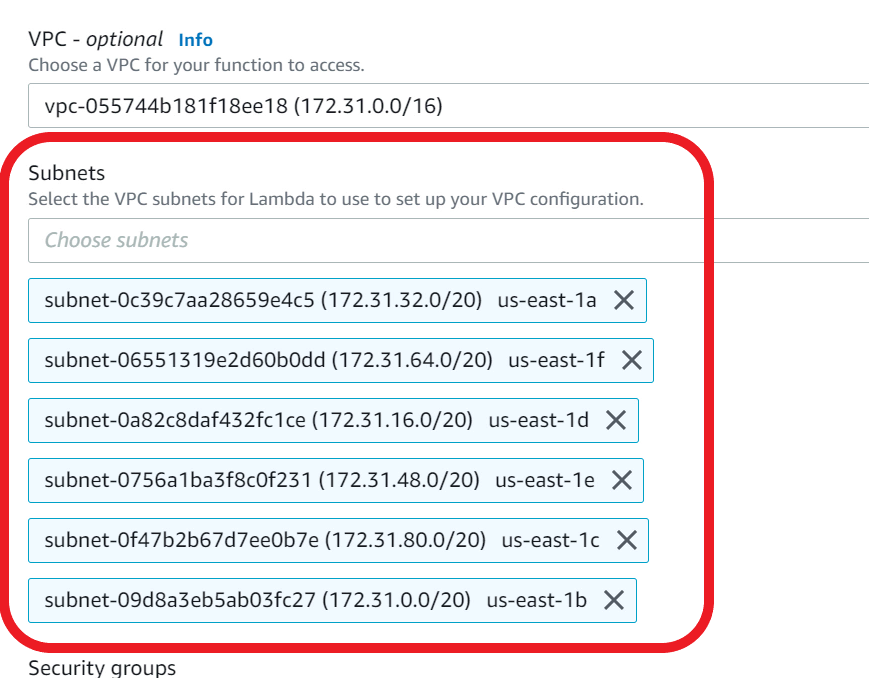 VPC - optional Info
Choose a VPC for your function to access.
vpc-055744b181f18ee18 (172.31.0.0/16)
Subnets
Select the VPC subnets for Lambda to use to set up your VPC configuration.
Choose subnets
subnet-0c39c7aa28659e4c5 (172.31.32.0/20) us-east-1a
subnet-06551319e2d60b0dd (172.31.64.0/20) us-east-1f
subnet-0a82c8daf432fc1ce (172.31.16.0/20) us-east-1d
subnet-0756a1ba3f8c0f231 (172.31.48.0/20) us-east-1e
subnet-0f47b2b67d7ee0b7e (172.31.80.0/20) us-east-1c
subnet-09d8a3eb5ab03fc27 (172.31.0.0/20) us-east-1b
Security groups